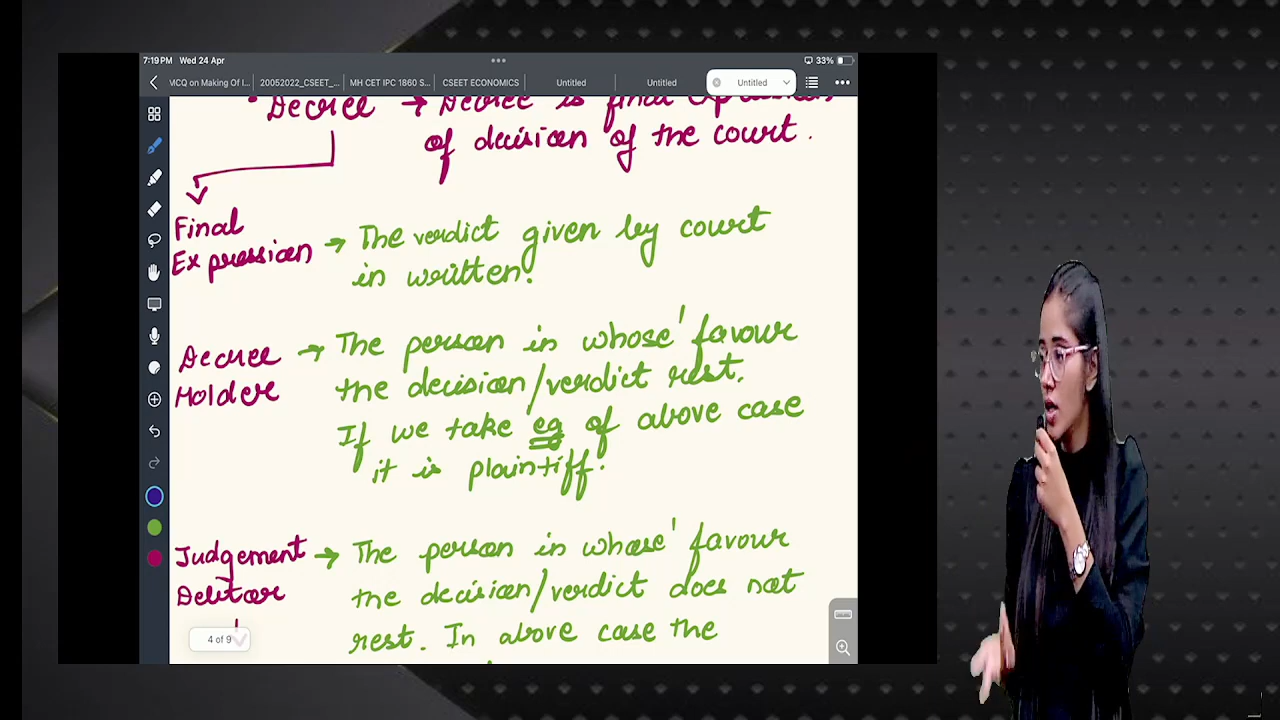 7:19 PM Wed 24 Apr
33%
MCQ on Making Of I...
20052022_CSEET_...
MH CET IPC 1860 S...
CSEET ECONOMICS
Untitled
Untitled
Untitled
Decree → Decree is final
of decision of the court.
Final
Expression → The verdict given by court
in written.
Decree
Holder → The person in whose' favour
the decision/verdict rest.
If we take eg of above case
it is plaintiff.
Judgement
Debtor → The person in whose' favour
the decision/verdict does not
rest. In above case the
4 of 9